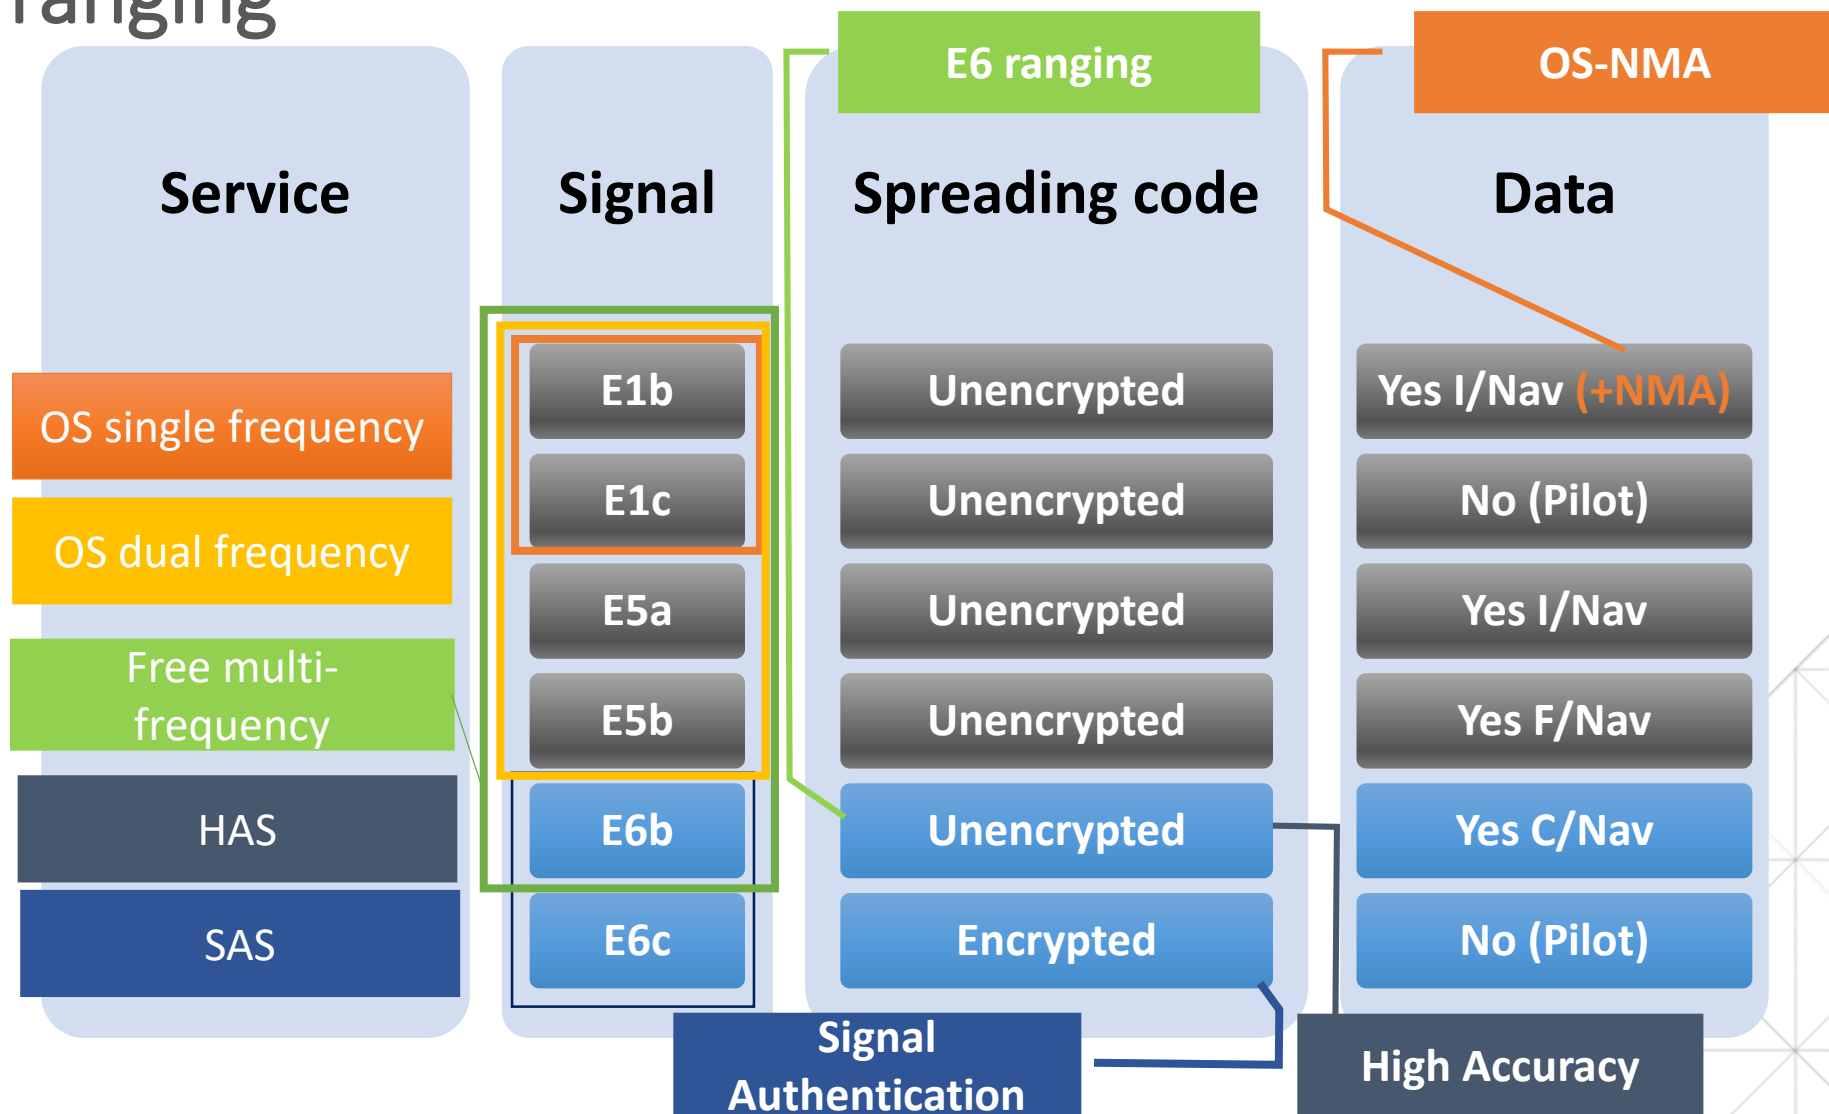 ranging
E6 ranging
OS-NMA
Service
Signal
Spreading code
Data
OS single frequency
OS dual frequency
Free multi-
frequency
HAS
SAS
E1b
Unencrypted
Yes I/Nav (+NMA)
E1c
Unencrypted
No (Pilot)
E5a
Unencrypted
Yes I/Nav
E5b
Unencrypted
Yes F/Nav
E6b
Unencrypted
Yes C/Nav
E6c
Encrypted
No (Pilot)
Signal
Authentication
High Accuracy